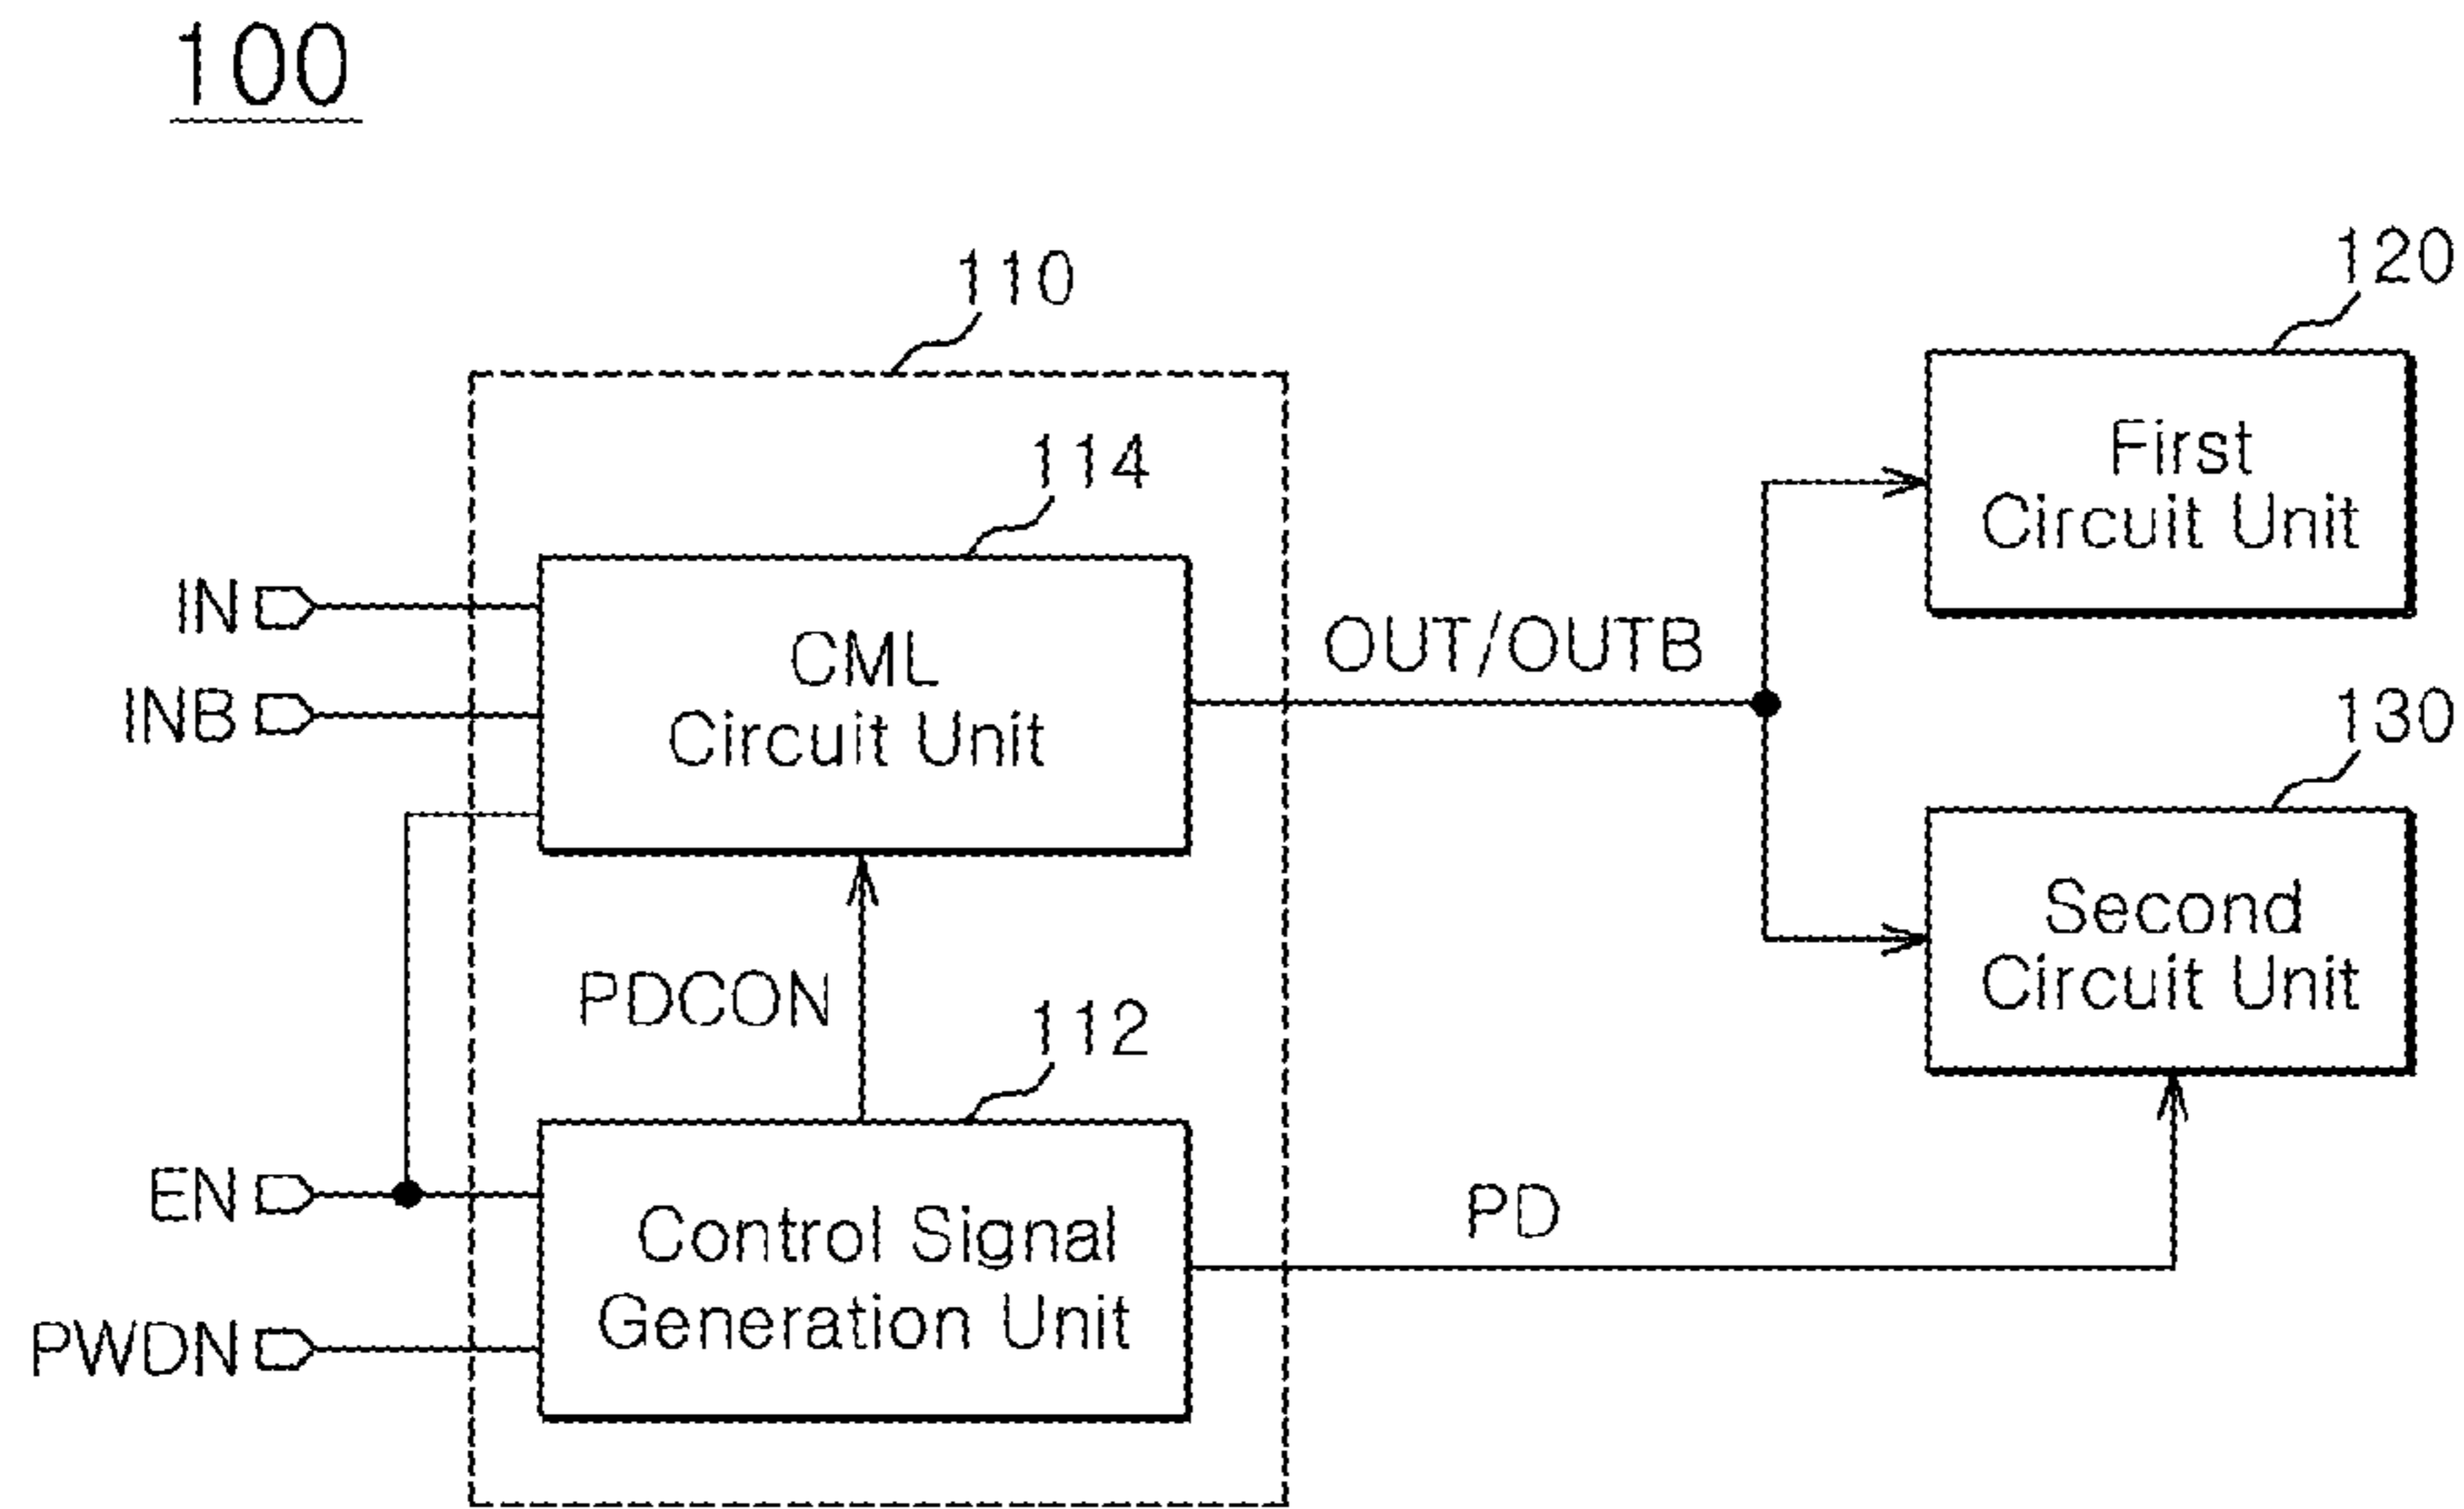 100
110
120
114
First
Circuit Unit
IN
CML
Circuit Unit
OUT/OUTB
INB
130
Second
Circuit Unit
PDCON
112
EN
Control Signal
Generation Unit
PD
PWDN